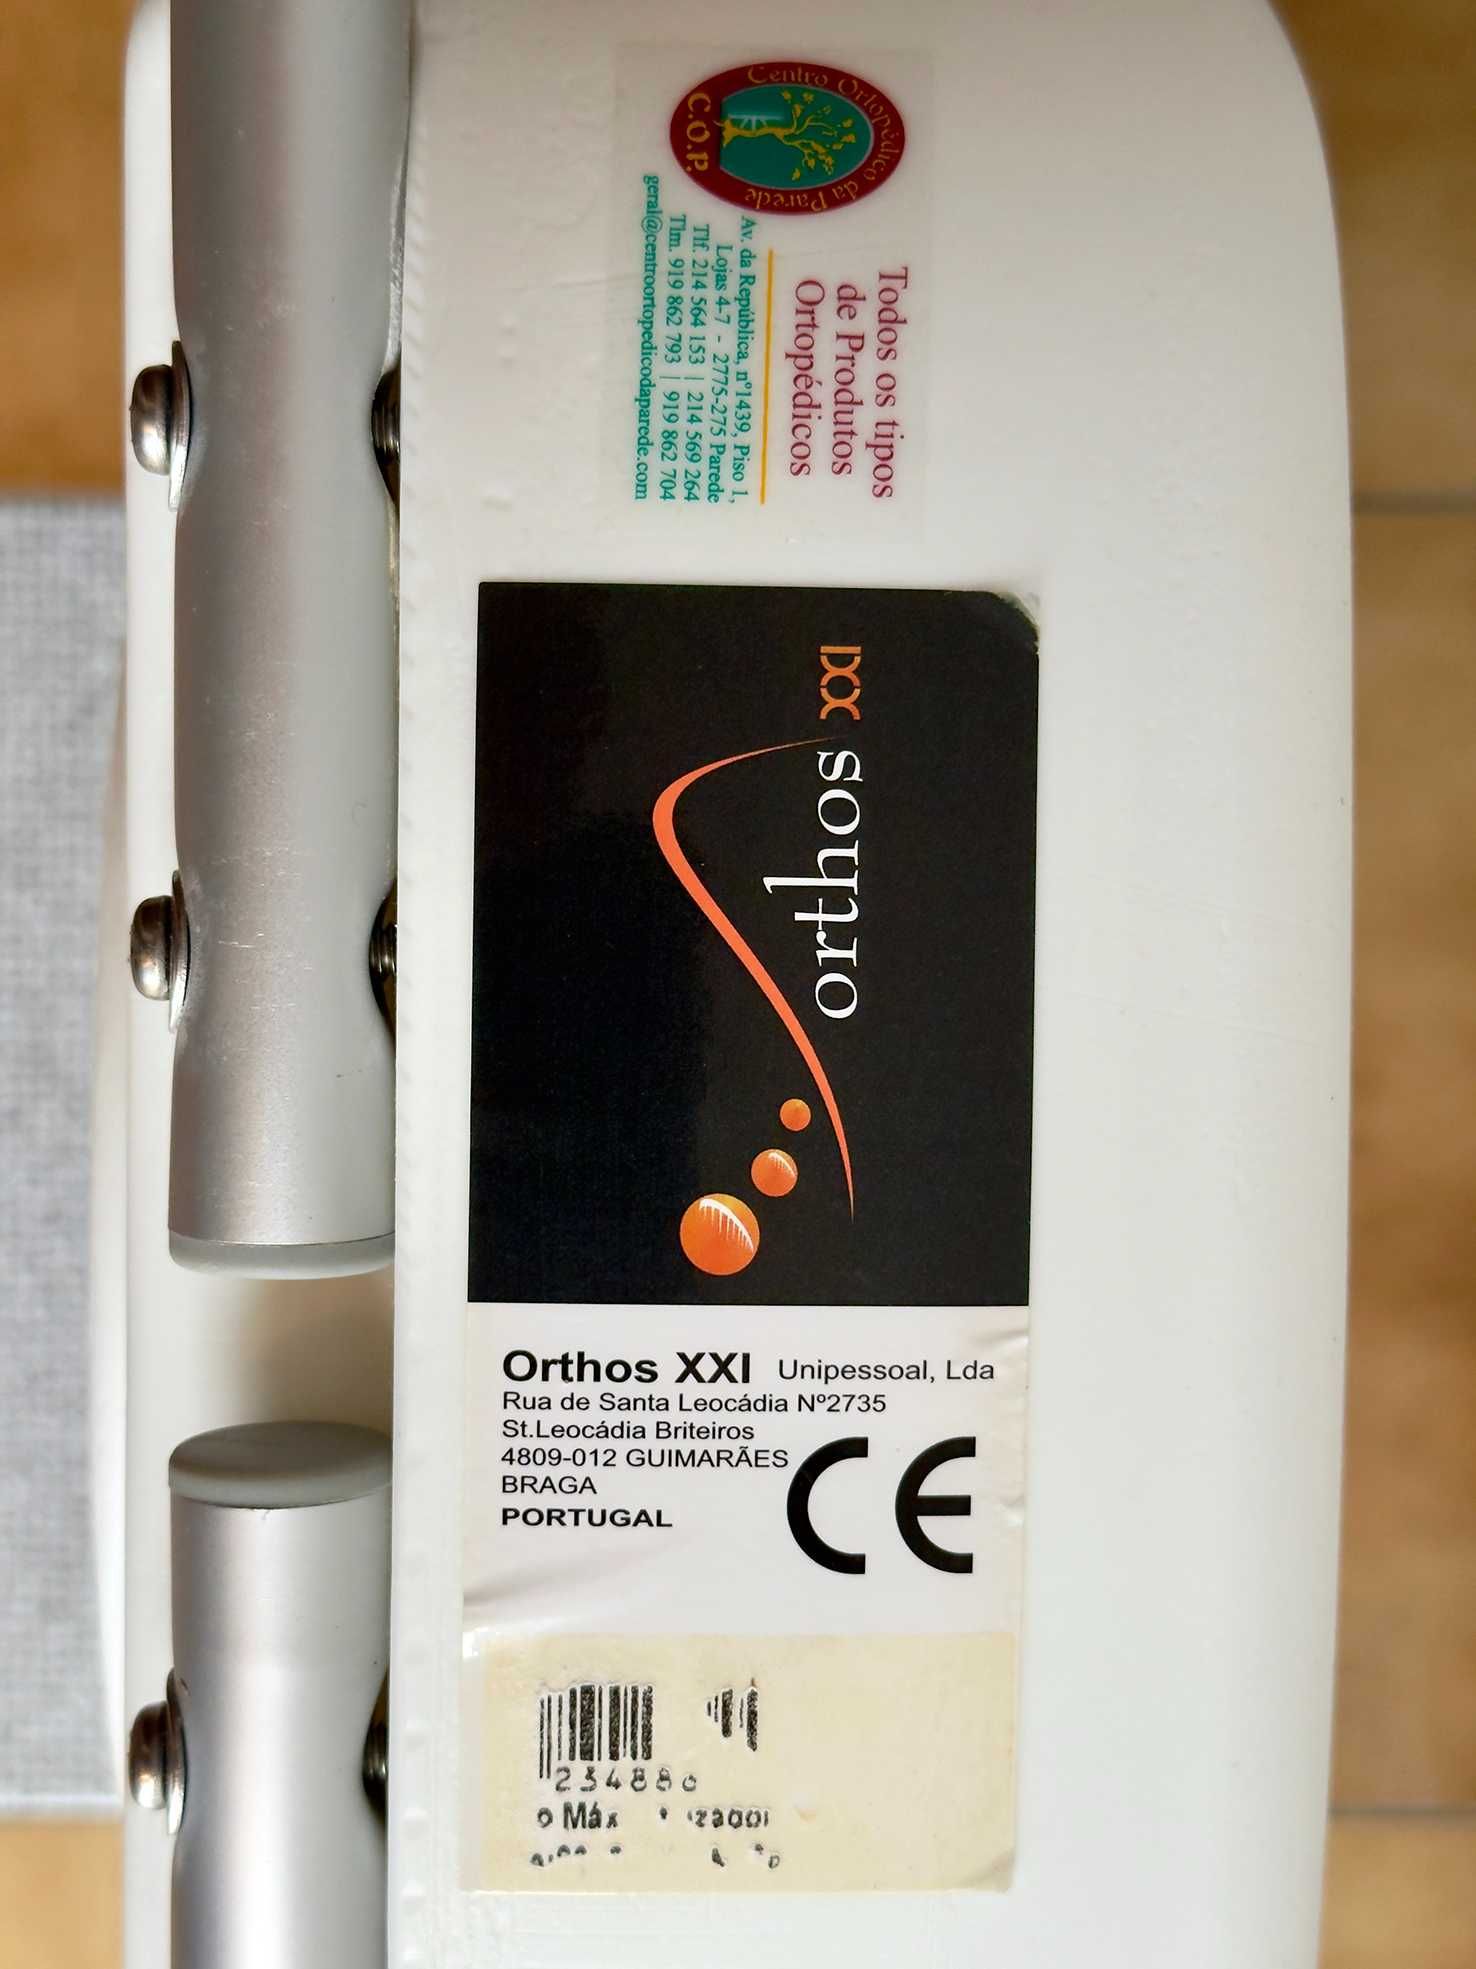 Centro Ortopédico da Parede
C.O.P.
Todos os tipos
de Produtos
Ortopédicos
Av. da República, nº1439, Piso 1,
Lojas 4-7 - 2775-275 Parede
Tlf. 214 564 153 | 214 569 264
Tlm. 919 862 793 | 919 862 704
geral@centroortopedicodaparede.com
orthos XXI
Orthos XXI Unipessoal, Lda
Rua de Santa Leocádia Nº2735
St.Leocádia Briteiros
4809-012 GUIMARÃES
BRAGA
PORTUGAL
CE